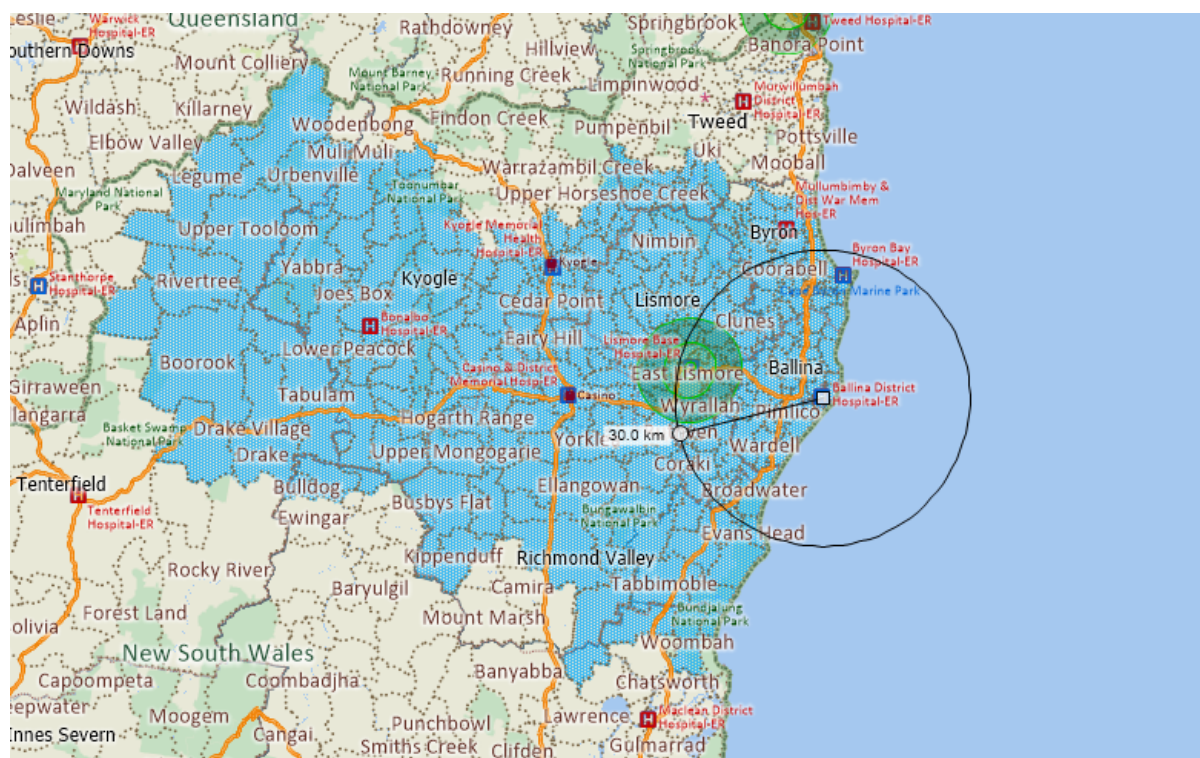 Queensland
Rathdowney
Springbrook
Tweed Hospital-ER
Warwick
Hospital-ER
outhern Downs
Hillview
Banora Point
Mount Colliery
Springbrook
National Park
Mount Barney
National Park
Running Creek
Limpinwood
Wildash
Killarney
Murwillumbah
District
Hospital-ER
Woodenbong
Findon Creek
Pumpenbil
Tweed
Elbow Valley
Pottsville
Muli Muli
Uki
Mooball
Dalveen
Legume
Urbenville
Warrazambil Creek
Maryland National
Park
Toonumbar
National Park
Upper Horseshoe Creek
Mullumbimby &
Dist War Mem
Hos-ER
aulimbah
Upper Tooloom
Kyogle Memorial
Health
Hospital-ER
Nimbin
Byron
Byron Bay
Hospital-ER
Stanthorpe
Hospital-ER
Rivertree
Yabbra
Kyogle
Kyogle
Coorabell
Marine Park
Joes Box
Cedar Point
Lismore
Aplin
Bonalbo
Hospital-ER
Clunes
Eairy Hill
Lismore Base
Hospital-ER
Boorook
Lower Peacock
Casino & District
Memorial Hosp-ER
East Lismore
Ballina
Girraween
Tabulam
Casino
Ballina District
Hospital-ER
llangarra
Hogarth Range
Wyrallah
Pimlico
Basket Swamp
National Park
Drake Village
30.0 km
Drake
Upper Mongogarie
Wardell
Coraki
Tenterfield
Bulldog
Ellangowan
Broadwater
Busbys Flat
Tenterfield
Hospital-ER
Ewingar
Bungawalbin
National Park
Evans Head
Kippenduff
Richmond Valley
Rocky River
Baryulgil
Camira
Tabbimoble
Forest Land
Mount Marsh
Bundjalung
National Park
olivia
Woombah
New South Wales
Banyabba
Capoompeta
Coombadjha
Chatsworth
eepwater
Moogem
Punchbowl
Lawrence
Maclean District
Hospital-ER
Innes Severn
Cangai
Smiths Creek
Clifden
Gulmarrad